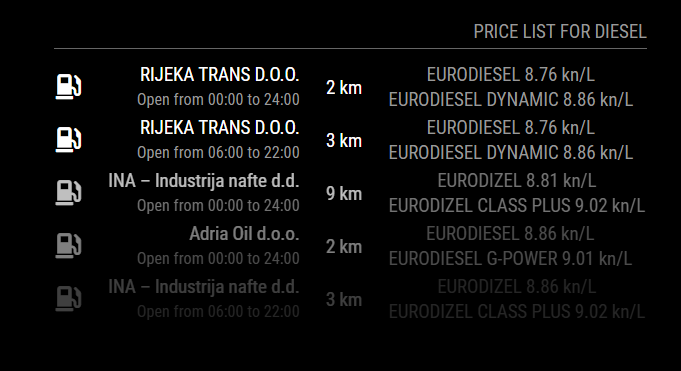 PRICE LIST FOR DIESEL
RIJEKA TRANS D.O.O. 2 km EURODIESEL 8.76 kn/L
Open from 00:00 to 24:00 EURODIESEL DYNAMIC 8.86 kn/L
RIJEKA TRANS D.O.O. 3 km EURODIESEL 8.76 kn/L
Open from 06:00 to 22:00 EURODIESEL DYNAMIC 8.86 kn/L
INA – Industrija nafte d.d. 9 km EURODIZEL 8.81 kn/L
Open from 00:00 to 24:00 EURODIZEL CLASS PLUS 9.02 kn/L
Adria Oil d.o.o. 2 km EURODIESEL 8.86 kn/L
Open from 00:00 to 24:00 EURODIESEL G-POWER 9.01 kn/L
INA – Industrija nafte d.d. 3 km EURODIZEL 8.86 kn/L
Open from 06:00 to 22:00 EURODIZEL CLASS PLUS 9.02 kn/L